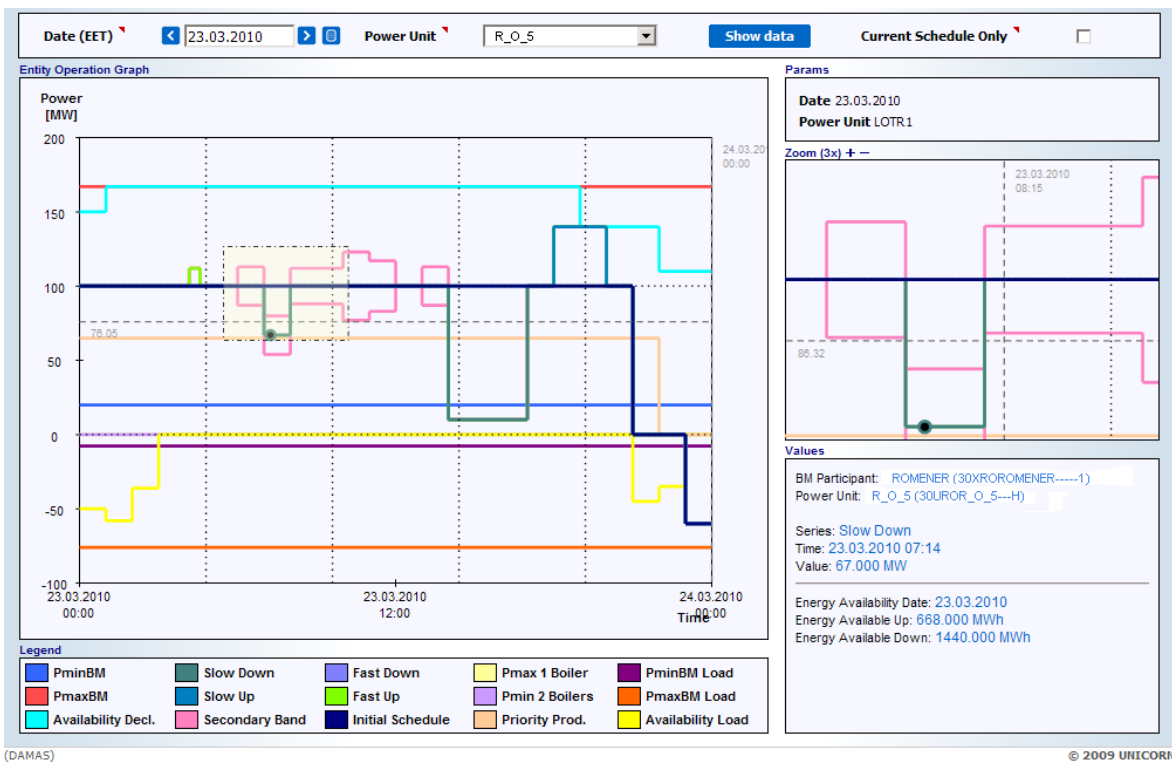 Date (EET) 23.03.2010 Power Unit R_O_5 Show data Current Schedule Only
Entity Operation Graph
Power
[MW]
200
150
100
50
0
-50
-100
76.05
24.03.20
00:00
23.03.2010
00:00
23.03.2010
12:00
24.03.2010
00:00
Time
Params
Date 23.03.2010
Power Unit LOTR1
Zoom (3x) + −
23.03.2010
08:15
86.32
Values
BM Participant: ROMENER (30XROROMENER-----1)
Power Unit: R_O_5 (30UROR_O_5---H)
Series: Slow Down
Time: 23.03.2010 07:14
Value: 67.000 MW
Energy Availability Date: 23.03.2010
Energy Available Up: 668.000 MWh
Energy Available Down: 1440.000 MWh
Legend
PminBM Slow Down Fast Down Pmax 1 Boiler PminBM Load
PmaxBM Slow Up Fast Up Pmin 2 Boilers PmaxBM Load
Availability Decl. Secondary Band Initial Schedule Priority Prod. Availability Load
(DAMAS) © 2009 UNICORN